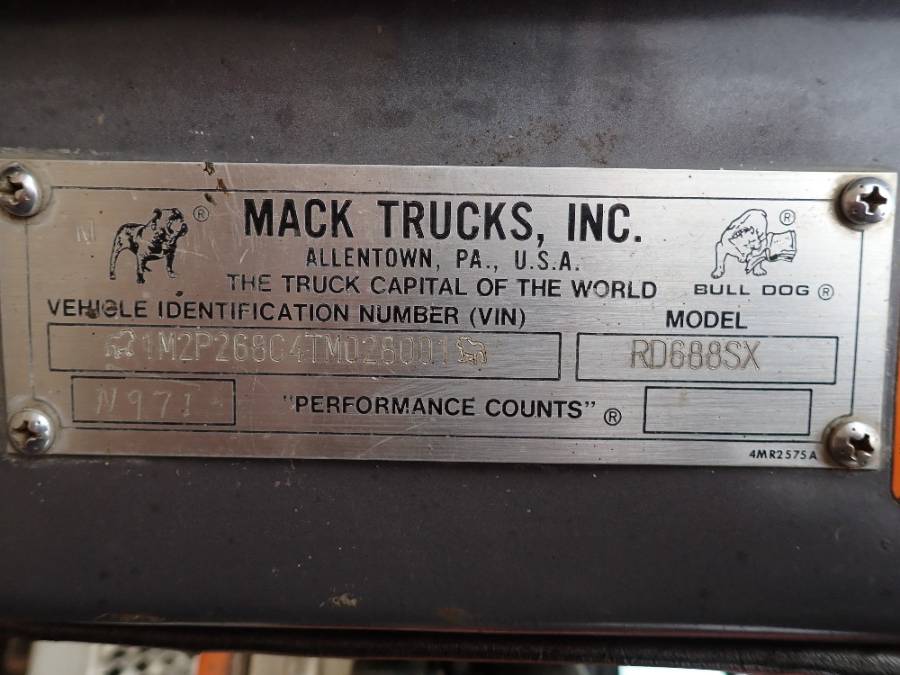 MACK TRUCKS, INC.
ALLENTOWN, PA., U.S.A.
THE TRUCK CAPITAL OF THE WORLD
BULL DOG ®
VEHICLE IDENTIFICATION NUMBER (VIN)
MODEL
1M2P268C4TM028001
RD688SX
N971
"PERFORMANCE COUNTS" ®
4MR2575A